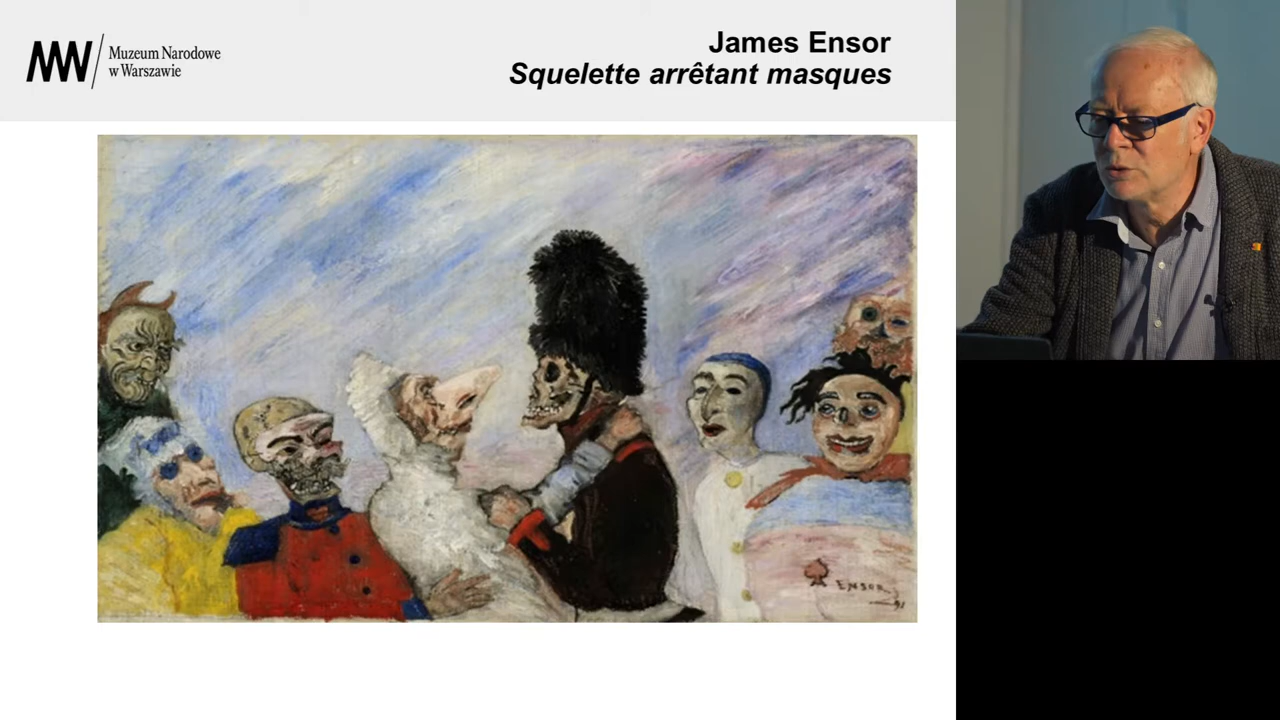 MW
Muzeum Narodowe
w Warszawie
James Ensor
Squelette arrêtant masques
ENSOR
91